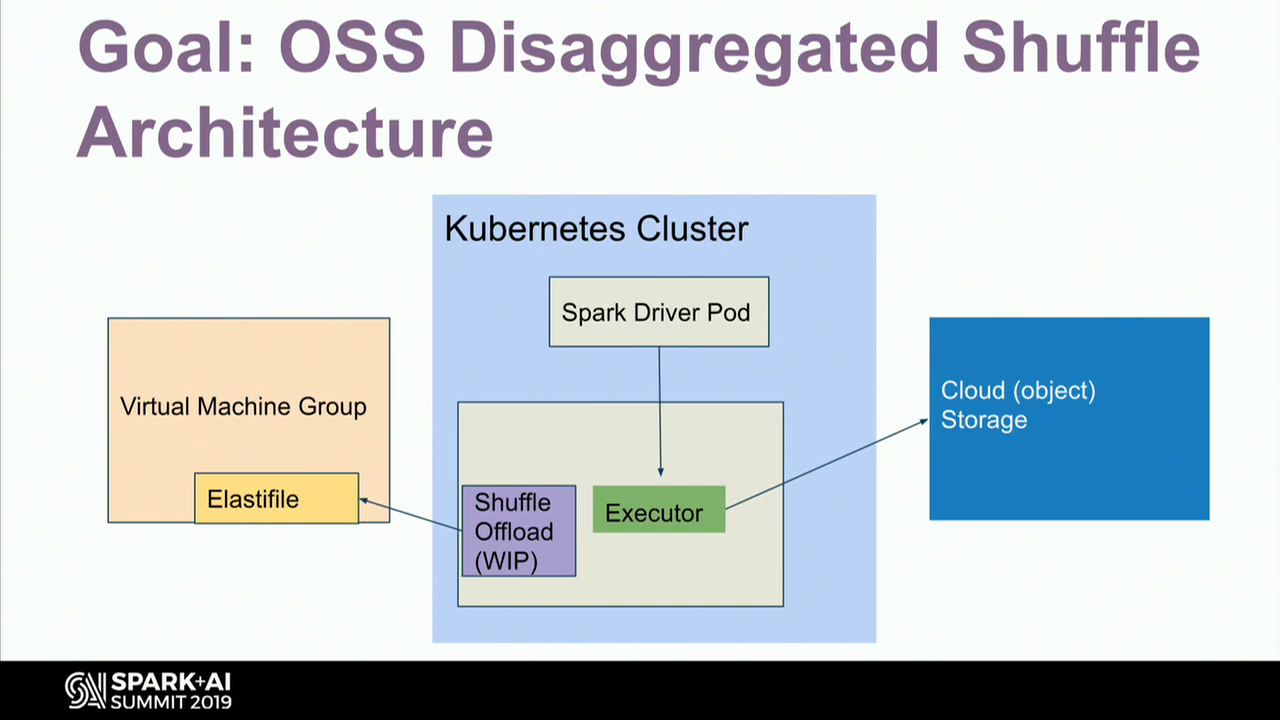 Goal: OSS Disaggregated Shuffle
Architecture
Kubernetes Cluster
Spark Driver Pod
Virtual Machine Group
Elastifile
Shuffle
Offload
(WIP)
Executor
Cloud (object)
Storage
SPARK+AI
SUMMIT 2019